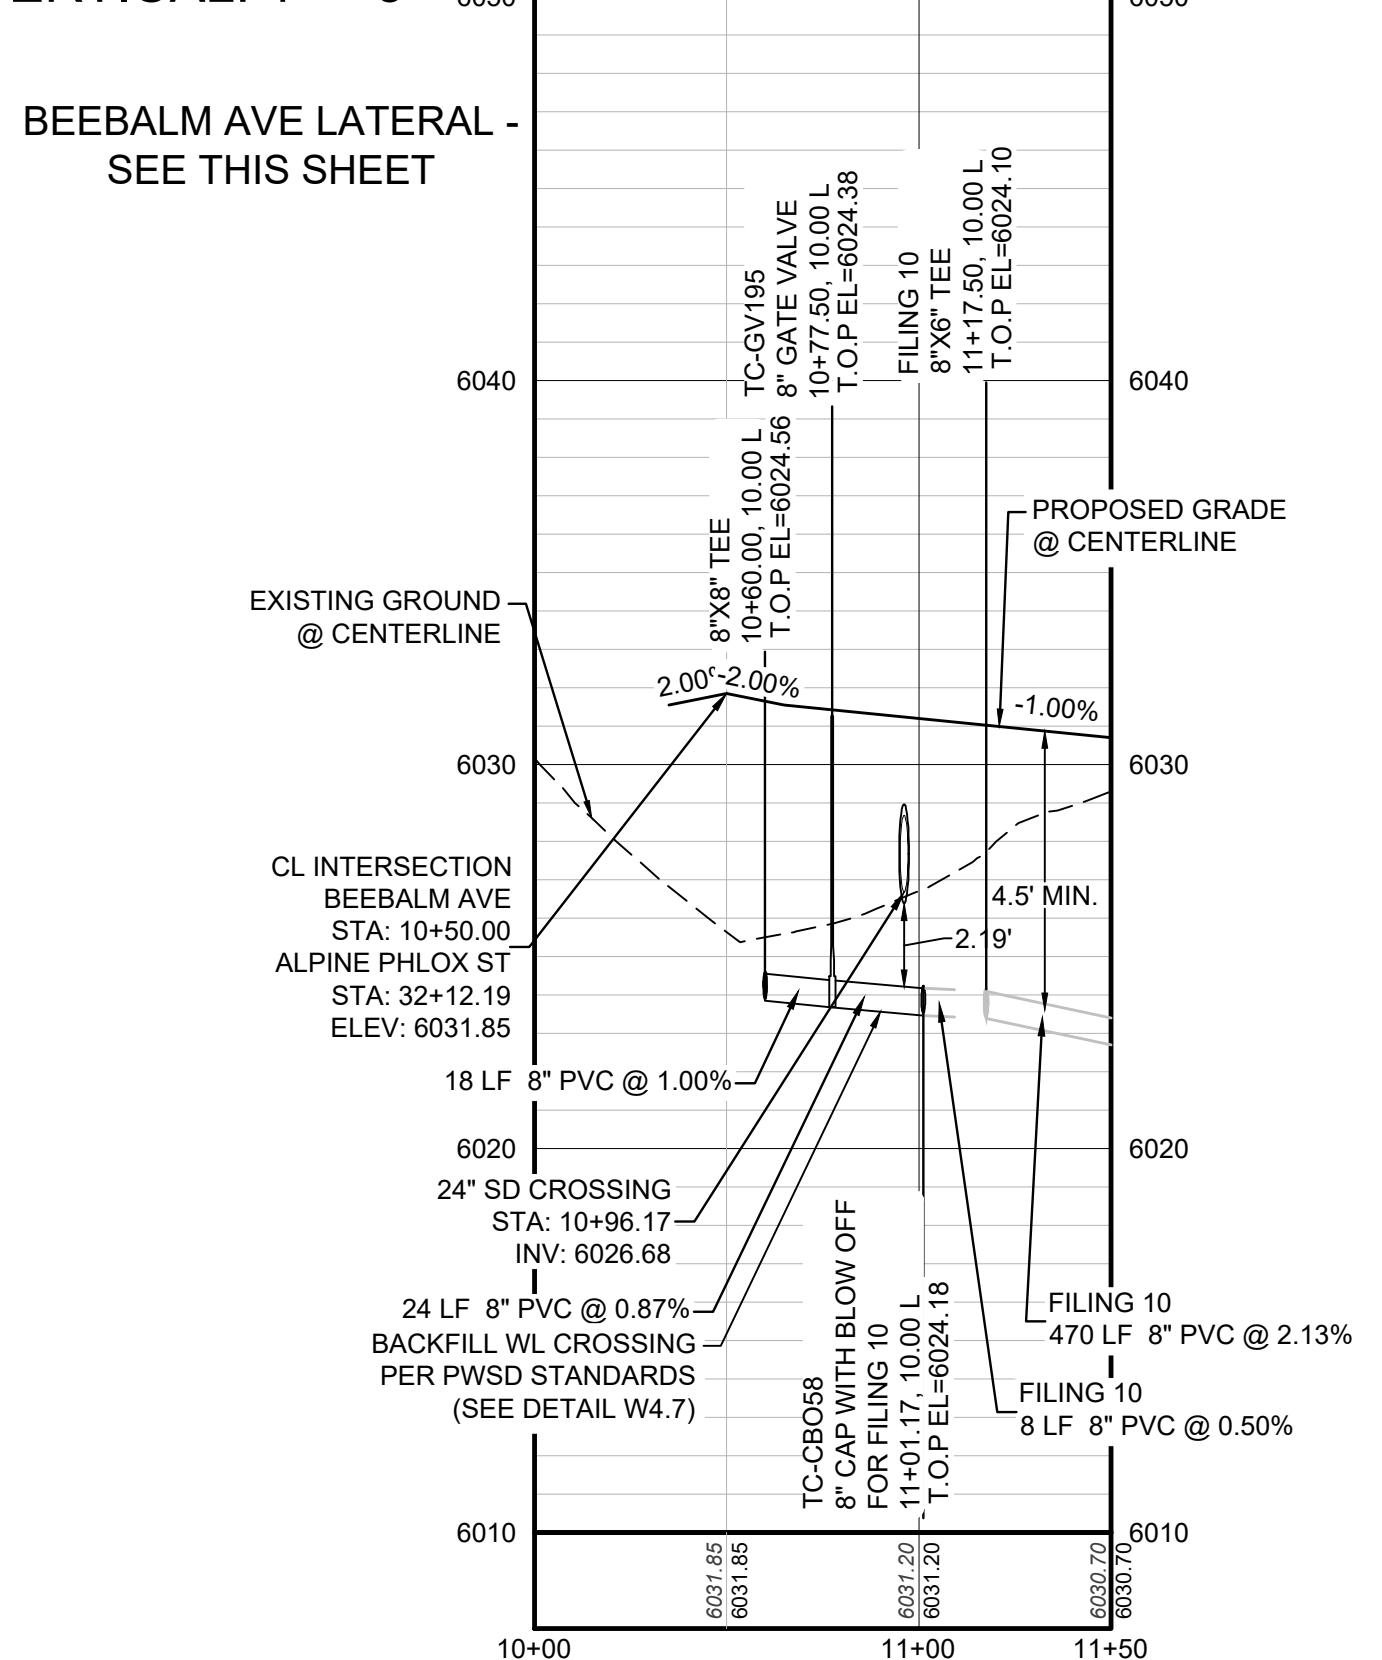 BEEBALM AVE LATERAL -
SEE THIS SHEET
TC-GV195
8" GATE VALVE
10+77.50, 10.00 L
T.O.P EL=6024.38
FILING 10
8"X6" TEE
11+17.50, 10.00 L
T.O.P EL=6024.10
6040
6040
8"X8" TEE
10+60.00, 10.00 L
T.O.P EL=6024.56
PROPOSED GRADE
@ CENTERLINE
EXISTING GROUND
@ CENTERLINE
2.00
-2.00%
-1.00%
6030
6030
CL INTERSECTION
BEEBALM AVE
STA: 10+50.00
ALPINE PHLOX ST
STA: 32+12.19
ELEV: 6031.85
4.5' MIN.
2.19'
18 LF 8" PVC @ 1.00%
6020
6020
24" SD CROSSING
STA: 10+96.17
INV: 6026.68
24 LF 8" PVC @ 0.87%
BACKFILL WL CROSSING
PER PWSD STANDARDS
(SEE DETAIL W4.7)
TC-CBO58
8" CAP WITH BLOW OFF
FOR FILING 10
11+01.17, 10.00 L
T.O.P EL=6024.18
FILING 10
470 LF 8" PVC @ 2.13%
FILING 10
8 LF 8" PVC @ 0.50%
6010
6010
6031.85
6031.85
6031.20
6031.20
6030.70
6030.70
10+00
11+00
11+50